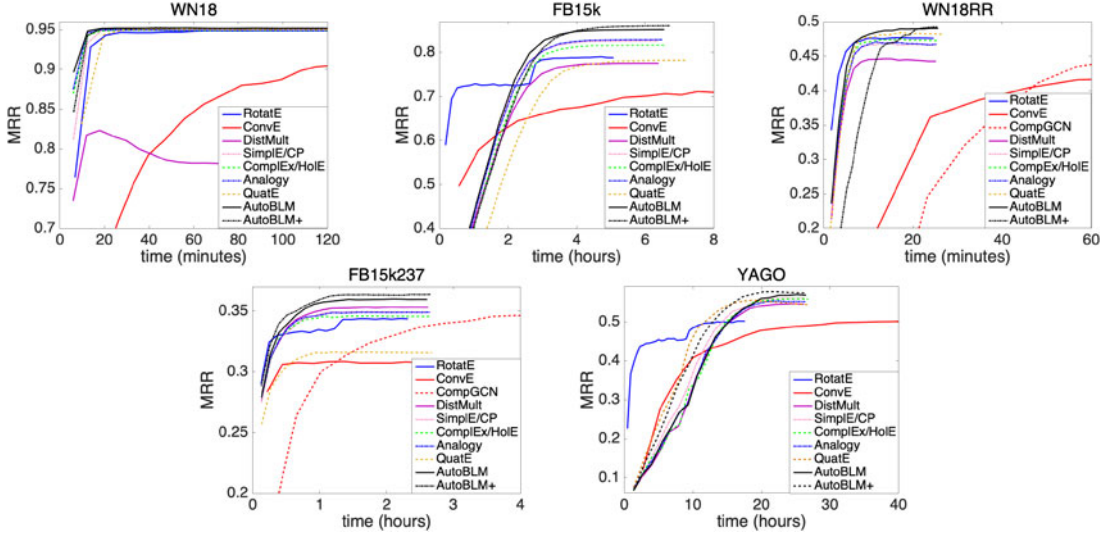 WN18
MRR
0.95
0.9
0.85
0.8
0.75
0.7
0 20 40 60 80 100 120
time (minutes)
RotatE
ConvE
DistMult
SimplE/CP
ComplEx/HolE
Analogy
QuatE
AutoBLM
AutoBLM+
FB15k
MRR
0.8
0.7
0.6
0.5
0.4
0 2 4 6 8
time (hours)
RotatE
ConvE
DistMult
SimplE/CP
ComplEx/HolE
Analogy
QuatE
AutoBLM
AutoBLM+
WN18RR
MRR
0.5
0.45
0.4
0.35
0.3
0.25
0.2
0 20 40 60
time (minutes)
RotatE
ConvE
CompGCN
DistMult
SimplE/CP
ComplEx/HolE
Analogy
QuatE
AutoBLM
AutoBLM+
FB15k237
MRR
0.35
0.3
0.25
0.2
0 1 2 3 4
time (hours)
RotatE
ConvE
CompGCN
DistMult
SimplE/CP
ComplEx/HolE
Analogy
QuatE
AutoBLM
AutoBLM+
YAGO
MRR
0.5
0.4
0.3
0.2
0.1
0 10 20 30 40
time (hours)
RotatE
ConvE
DistMult
SimplE/CP
ComplEx/HolE
Analogy
QuatE
AutoBLM
AutoBLM+